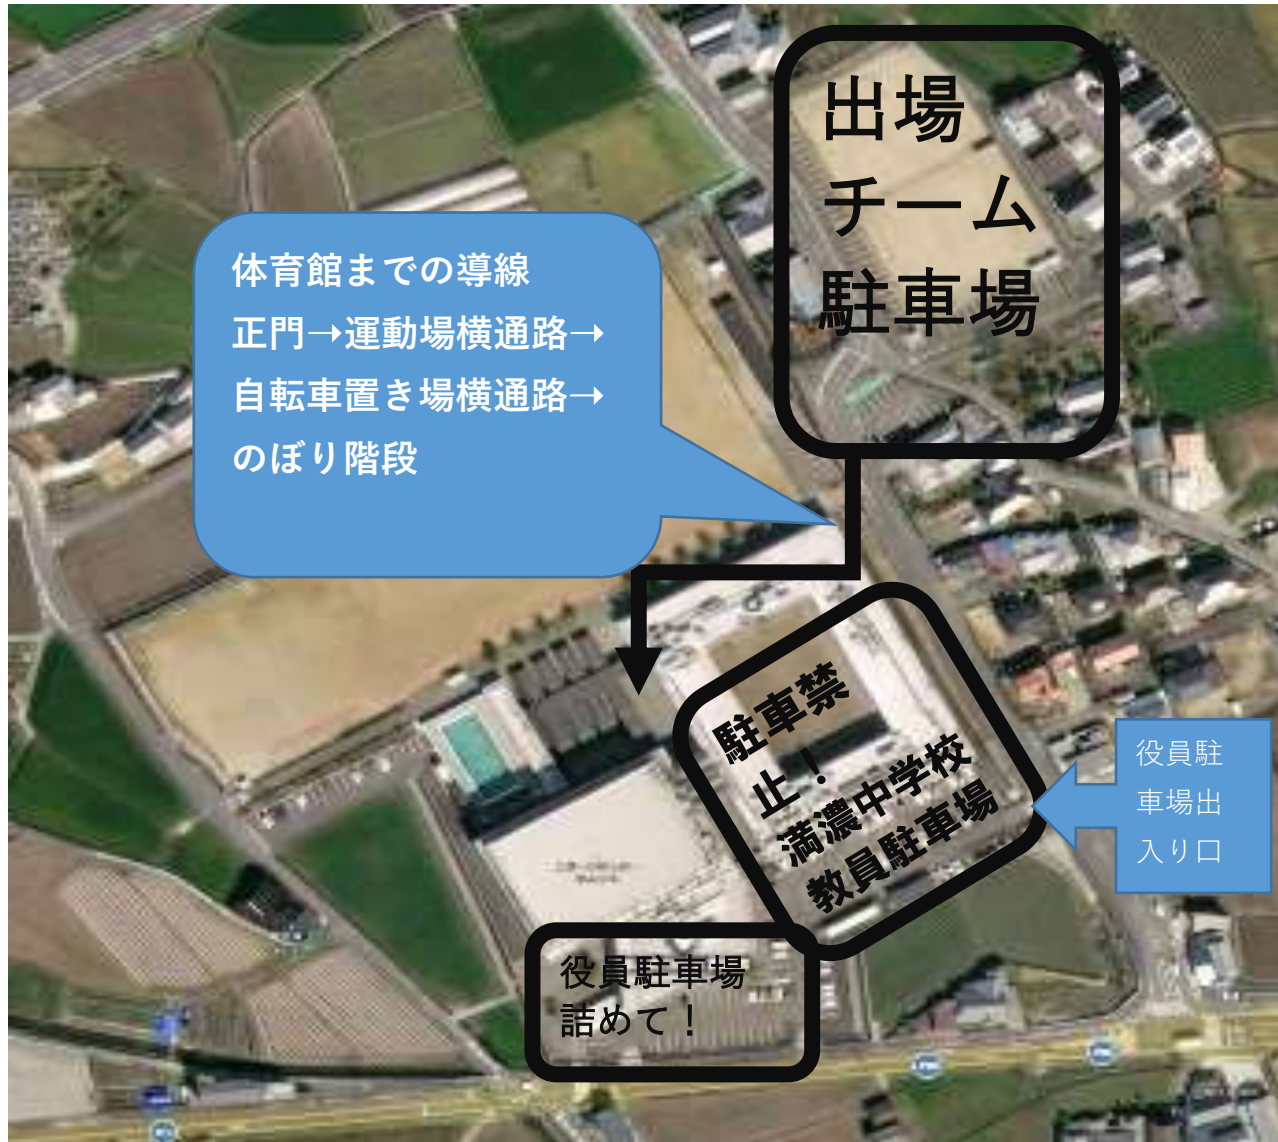 出場
チーム
駐車場
体育館までの導線
正門→運動場横通路→
自転車置き場横通路→
のぼり階段
駐車禁
止！
満濃中学校
教員駐車場
役員駐
車場出
入り口
役員駐車場
詰めて！